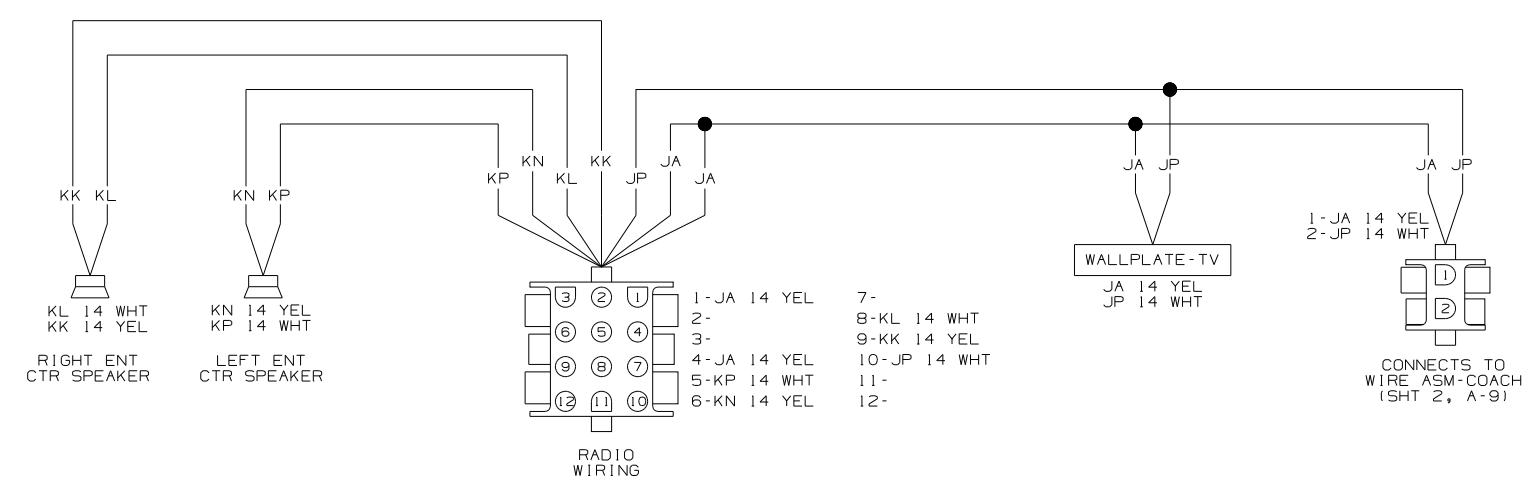 KK
KL
KN
KP
KP
KN
KL
KK
JP
JA
JA
JA
JP
JA
JP
KL 14 WHT
KK 14 YEL
RIGHT ENT
CTR SPEAKER
KN 14 YEL
KP 14 WHT
LEFT ENT
CTR SPEAKER
3 2 1
6 5 4
9 8 7
12 11 10
RADIO
WIRING
1-JA 14 YEL
2-
3-
4-JA 14 YEL
5-KP 14 WHT
6-KN 14 YEL
7-
8-KL 14 WHT
9-KK 14 YEL
10-JP 14 WHT
11-
12-
WALLPLATE-TV
JA 14 YEL
JP 14 WHT
1-JA 14 YEL
2-JP 14 WHT
1
2
CONNECTS TO
WIRE ASM-COACH
(SHT 2, A-9)